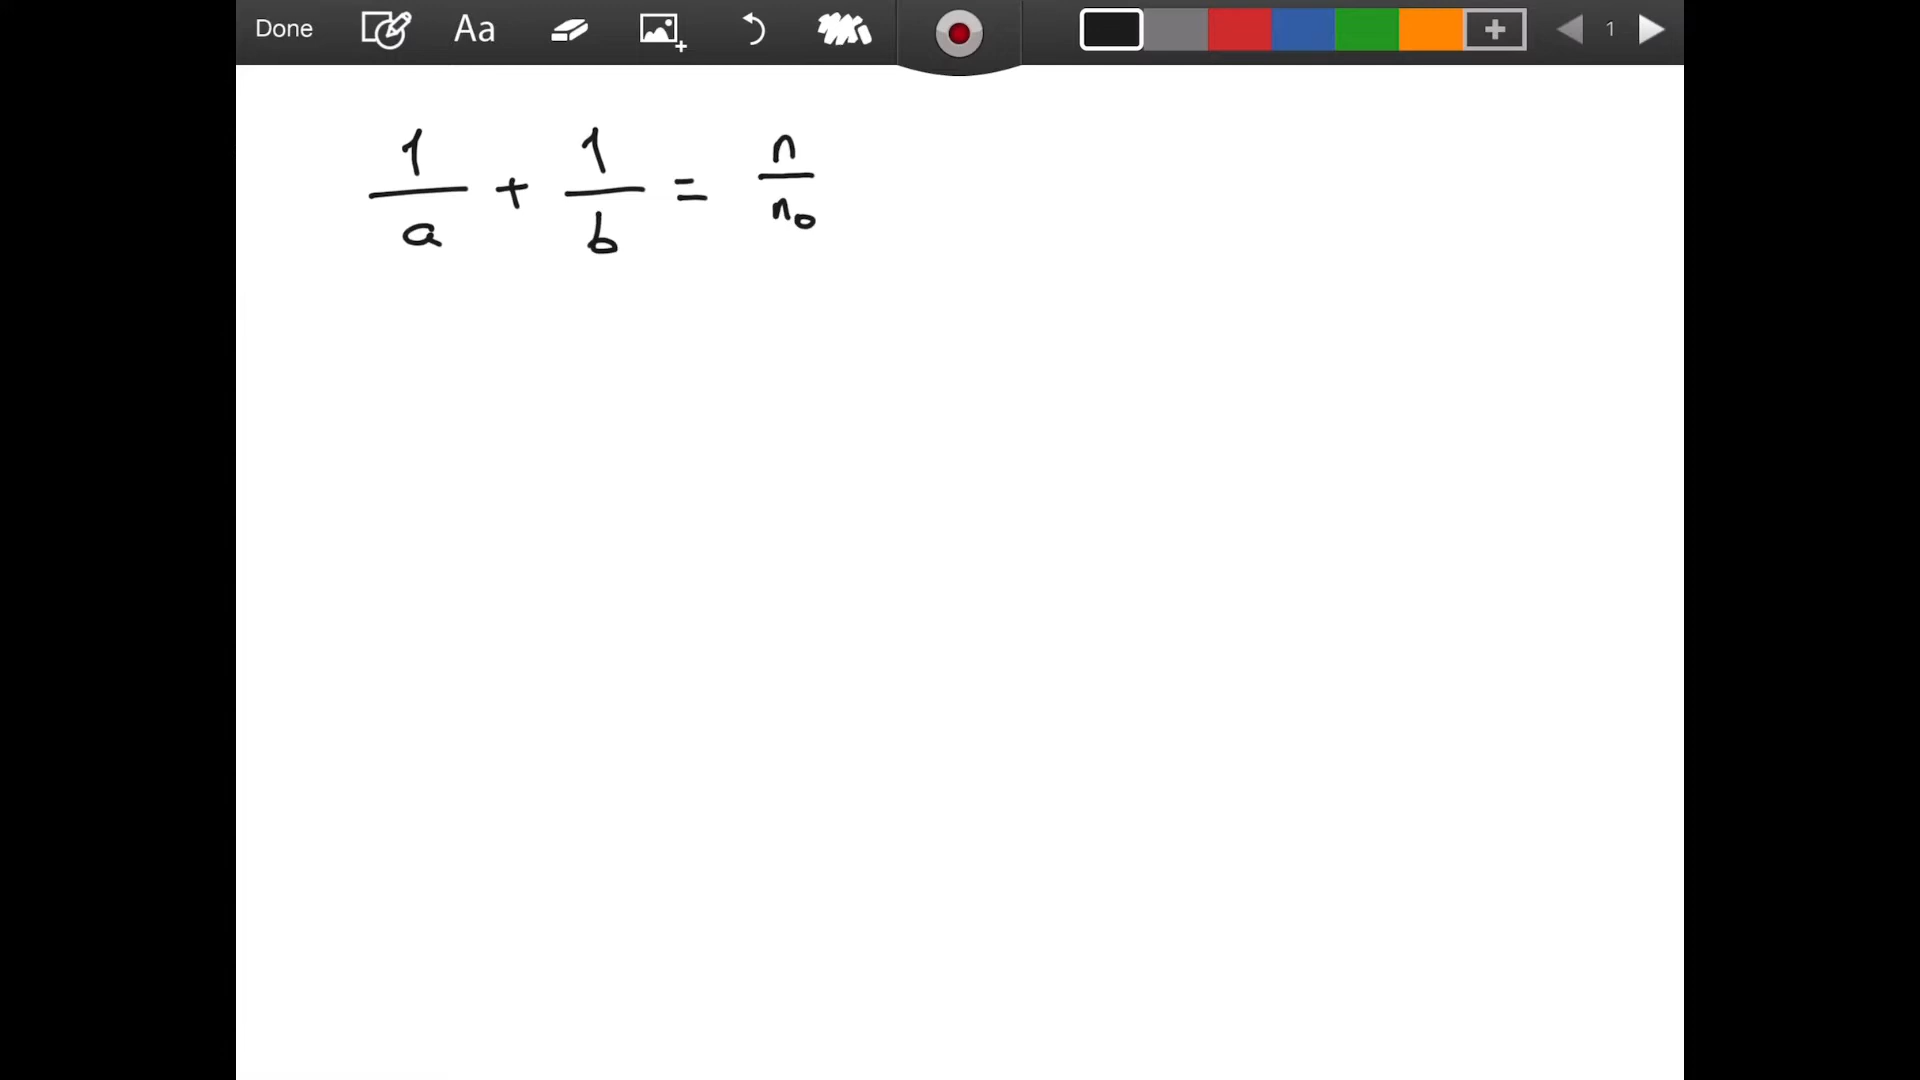 Done Aa 1
1/a + 1/b = n/n₀